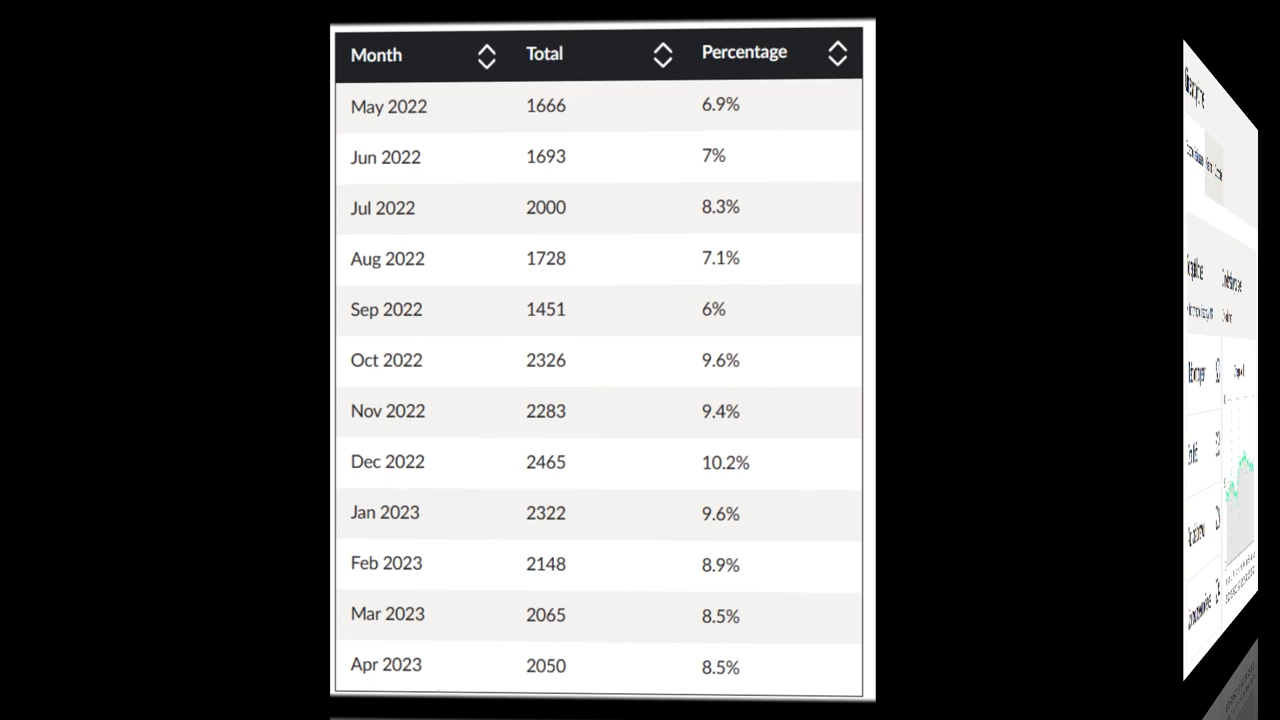 Month Total Percentage
May 2022 1666 6.9%
Jun 2022 1693 7%
Jul 2022 2000 8.3%
Aug 2022 1728 7.1%
Sep 2022 1451 6%
Oct 2022 2326 9.6%
Nov 2022 2283 9.4%
Dec 2022 2465 10.2%
Jan 2023 2322 9.6%
Feb 2023 2148 8.9%
Mar 2023 2065 8.5%
Apr 2023 2050 8.5%